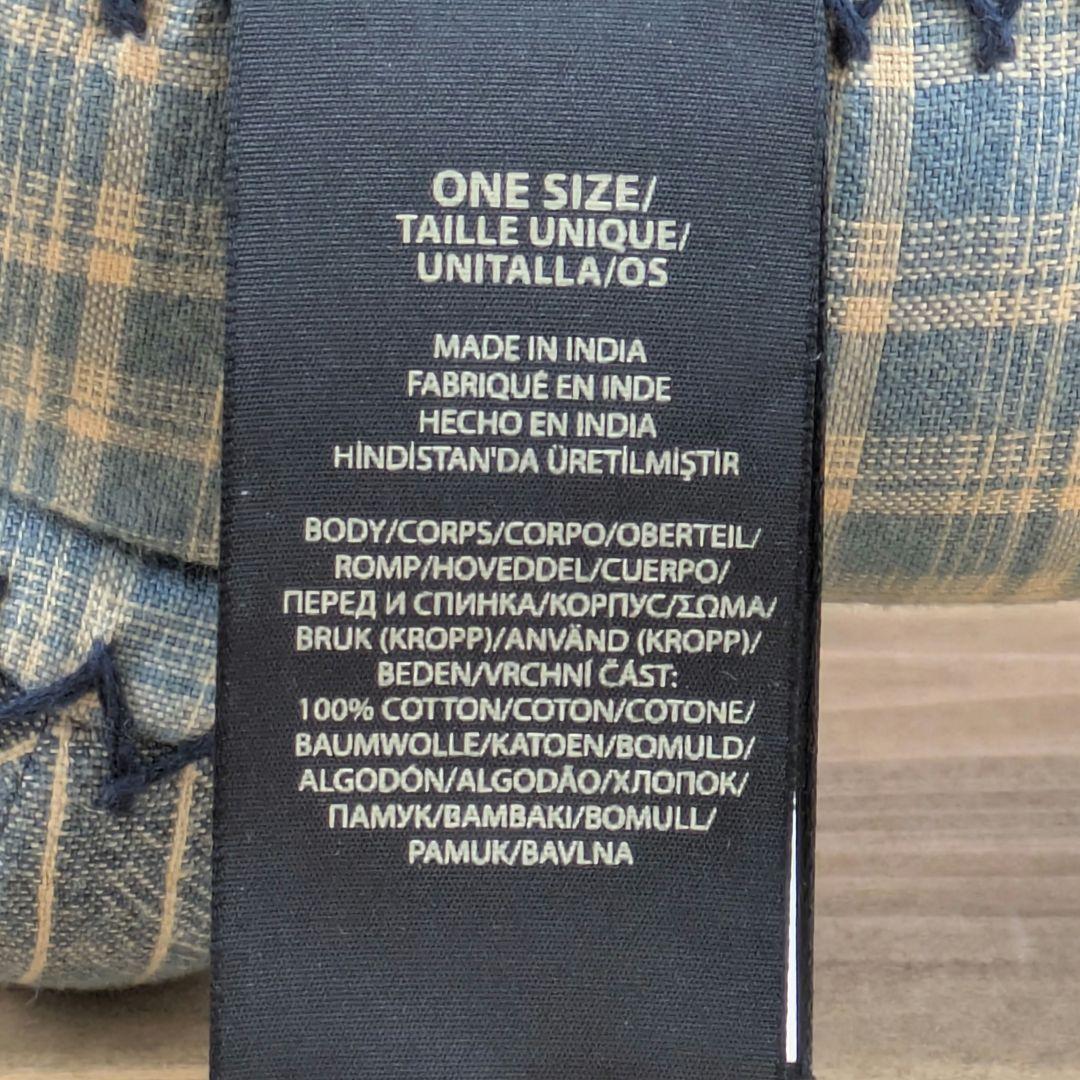 ONE SIZE/
TAILLE UNIQUE/
UNITALLA/OS
MADE IN INDIA
FABRIQUÉ EN INDE
HECHO EN INDIA
HİNDİSTAN'DA ÜRETİLMİŞTİR
BODY/CORPS/CORPO/OBERTEIL/
ROMP/HOVEDDEL/CUERPO/
ПЕРЕД И СПИНКА/КОРПУС/ΣΩΜΑ/
BRUK (KROPP)/ANVÄND (KROPP)/
BEDEN/VRCHNÍ ČÁST:
100% COTTON/COTON/COTONE/
BAUMWOLLE/KATOEN/BOMULD/
ALGODÓN/ALGODÃO/ХЛОПОК/
ПАМУК/ΒΑΜΒΑΚΙ/BOMULL/
PAMUK/BAVLNA